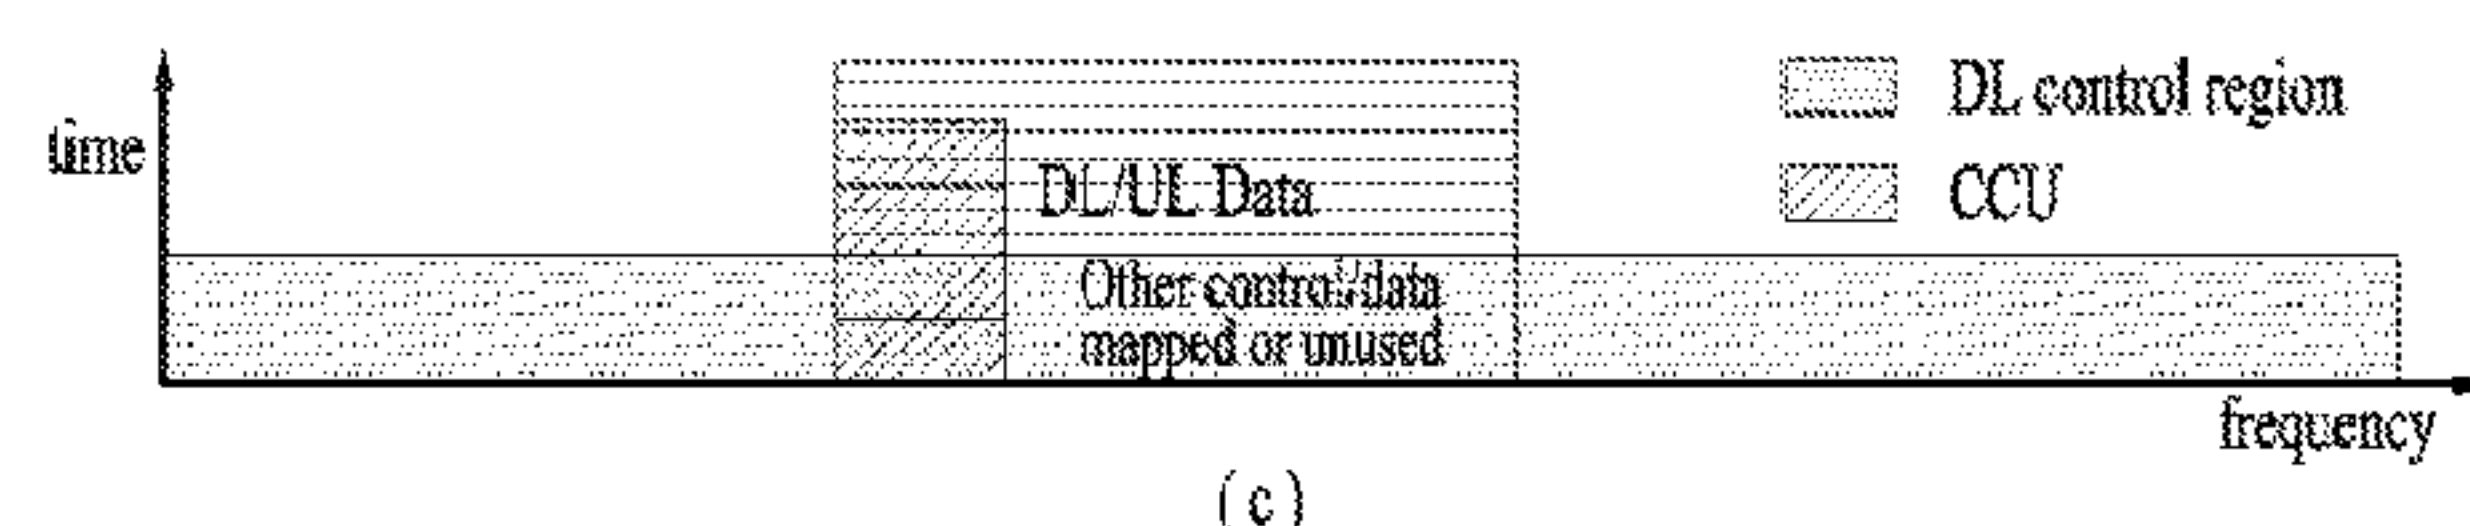 time
DL control region
CCU
DL/UL Data
Other control/data
mapped or unused
frequency
( c )